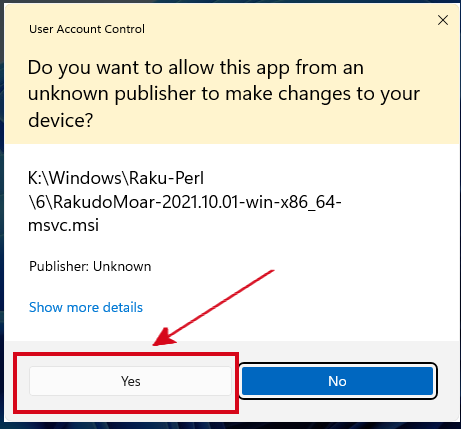 User Account Control
Do you want to allow this app from an
unknown publisher to make changes to your
device?
K:\Windows\Raku-Perl
\6\RakudoMoar-2021.10.01-win-x86_64-
msvc.msi
Publisher: Unknown
Show more details
Yes
No